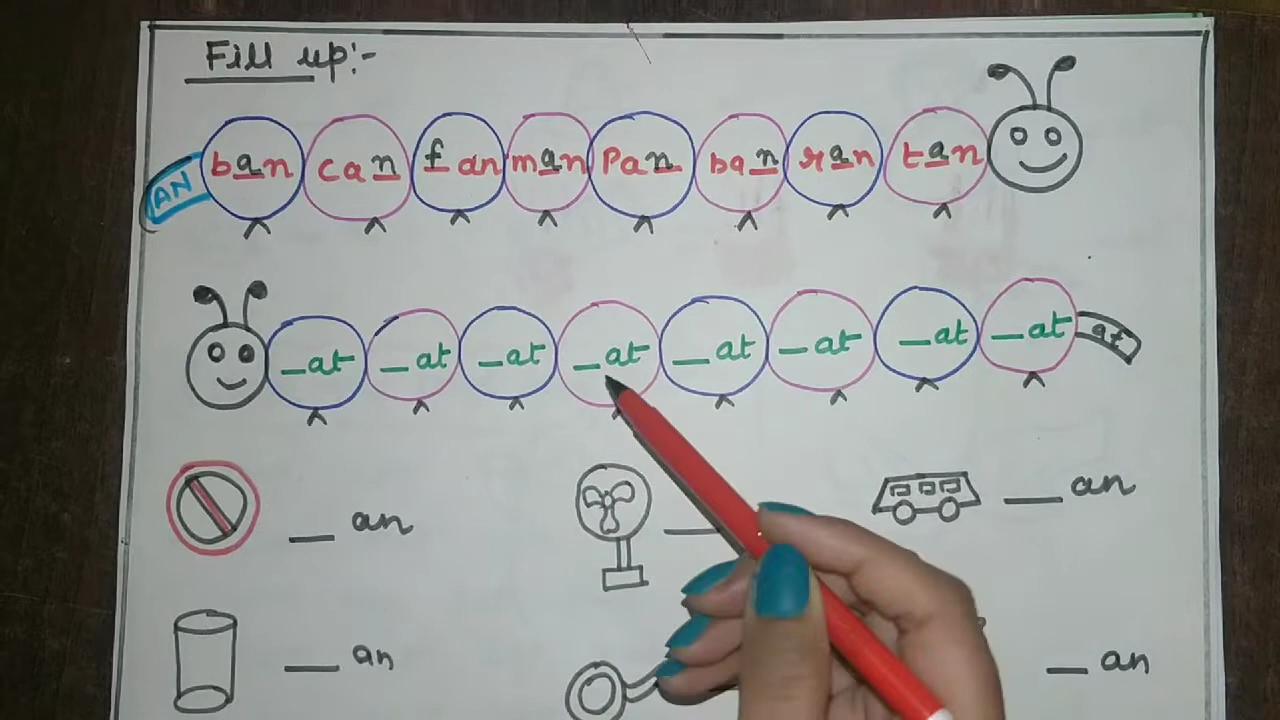 Fill up:-
AN ban can fan man Pan ban ran tan
_at _at _at _at _at _at _at _at at
_ an _ _ an
_ an _ an